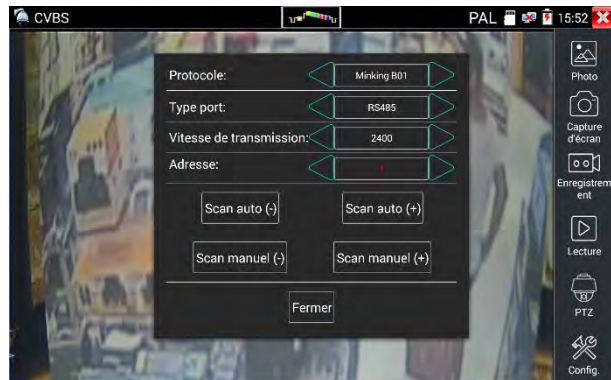 CVBS
PAL
15:52
Protocole:
Minking B01
Type port:
RS485
Vitesse de transmission:
2400
Adresse:
Scan auto (-)
Scan auto (+)
Scan manuel (-)
Scan manuel (+)
Fermer
Photo
Capture
d'écran
Enregistrem
ent
Lecture
PTZ
Config.